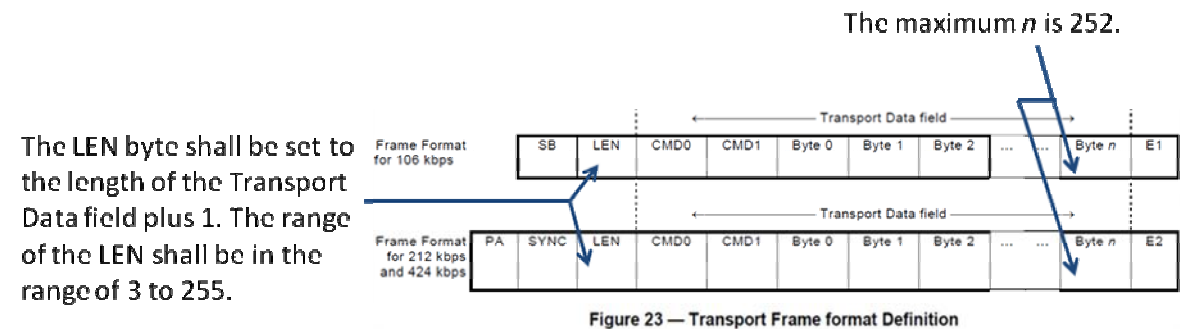 The maximum n is 252.
Transport Data field
The LEN byte shall be set to
the length of the Transport
Data field plus 1. The range
of the LEN shall be in the
range of 3 to 255.
Frame Format
for 106 kbps
SB LEN CMD0 CMD1 Byte 0 Byte 1 Byte 2 ... ... Byte n E1
Transport Data field
Frame Format
for 212 kbps
and 424 kbps
PA SYNC LEN CMD0 CMD1 Byte 0 Byte 1 Byte 2 ... ... Byte n E2
Figure 23 — Transport Frame format Definition